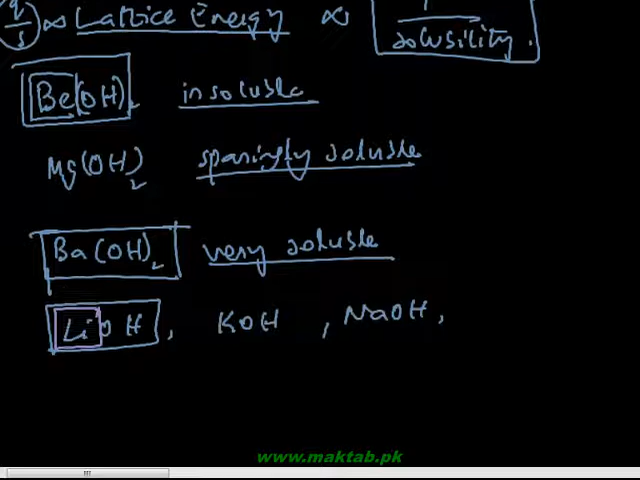 q/s ∝ Lattice Energy ∝ 1/solusility.
Be(OH)₂ insoluble
Mg(OH)₂ sparingly soluble
Ba(OH)₂ very soluble
LiOH, KOH, NaOH,
www.maktab.pk